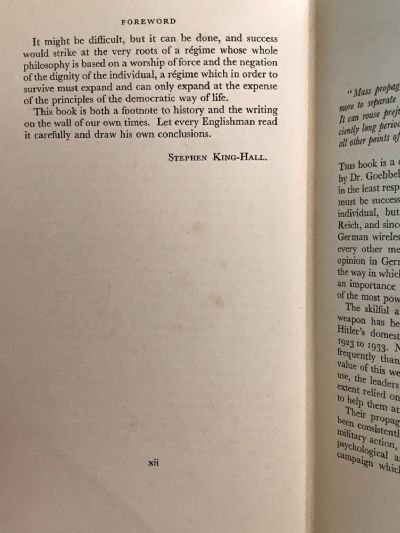 FOREWORD
It might be difficult, but it can be done, and success
would strike at the very roots of a régime whose whole
philosophy is based on a worship of force and the negation
of the dignity of the individual, a régime which in order to
survive must expand and can only expand at the expense
of the principles of the democratic way of life.
This book is both a footnote to history and the writing
on the wall of our own times. Let every Englishman read
it carefully and draw his own conclusions.
STEPHEN KING-HALL.
xii
"Mass propag
more to separate
It can rouse prej
ciently long period
all other points of
THIS book is a c
by Dr. Goebbel
in the least resp
must be success
individual, but
Reich, and since
German wireless
every other me
opinion in Germ
the way in which
an importance
of the most pow
The skilful a
weapon has be
Hitler's domest
1923 to 1933. N
frequently than
value of this we
use, the leaders
extent relied on
to help them at
Their propag
been consistentl
military action,
psychological a
campaign which